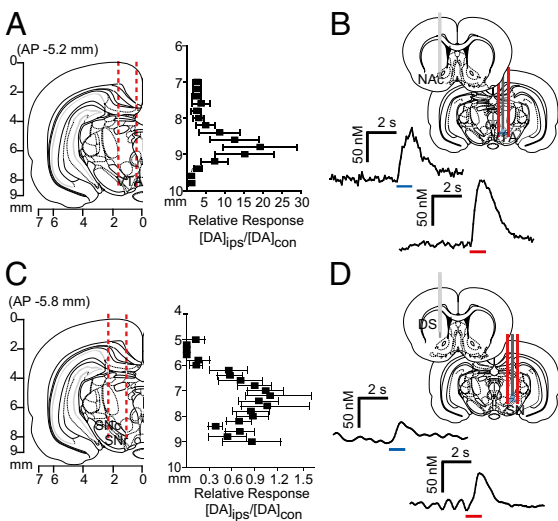 A
(AP -5.2 mm)
0
2
4
6
8
9
mm
7 6 4 2 0
6
7
8
9
10
5 10 15 20 25 30
Relative Response
[DA]ips/[DA]con
B
NAc
2 s
50 nM
2 s
50 nM
C
(AP -5.8 mm)
0
2
4
6
8
9
mm
7 6 4 2 0
SNc
4
5
6
7
8
9
10
mm
0.3 0.6 0.9 1.2 1.5
Relative Response
[DA]ips/[DA]con
D
DS
SN
2 s
50 nM
2 s
50 nM